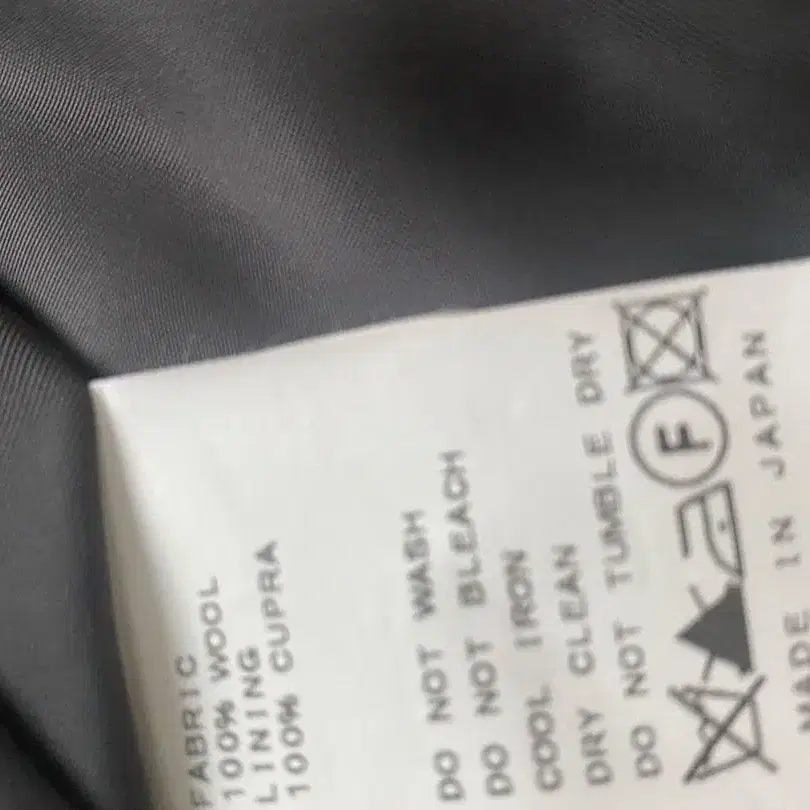 FABRIC
100% WOOL
LINING
100% CUPRA
DO NOT WASH
DO NOT BLEACH
COOL IRON
DRY CLEAN
DO NOT TUMBLE DRY
F
MADE IN JAPAN